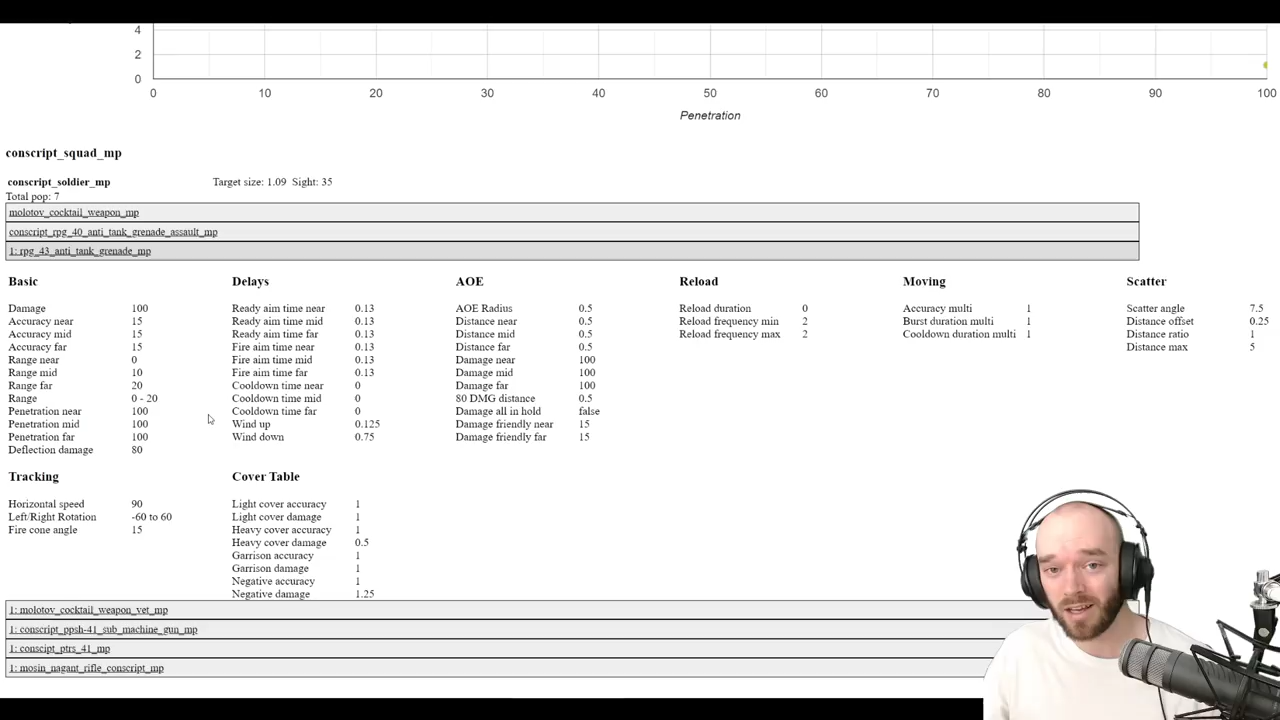 4
2
0
0 10 20 30 40 50 60 70 80 90 100
Penetration
conscript_squad_mp
conscript_soldier_mp Target size: 1.09 Sight: 35
Total pop: 7
molotov_cocktail_weapon_mp
conscript_rpg_40_anti_tank_grenade_assault_mp
1: rpg_43_anti_tank_grenade_mp
Basic Delays AOE Reload Moving Scatter
Damage 100 Ready aim time near 0.13 AOE Radius 0.5 Reload duration 0 Accuracy multi 1 Scatter angle 7.5
Accuracy near 15 Ready aim time mid 0.13 Distance near 0.5 Reload frequency min 2 Burst duration multi 1 Distance offset 0.25
Accuracy mid 15 Ready aim time far 0.13 Distance mid 0.5 Reload frequency max 2 Cooldown duration multi 1 Distance ratio 1
Accuracy far 15 Fire aim time near 0.13 Distance far 0.5 Distance max 5
Range near 0 Fire aim time mid 0.13 Damage near 100
Range mid 10 Fire aim time far 0.13 Damage mid 100
Range far 20 Cooldown time near 0 Damage far 100
Range 0 - 20 Cooldown time mid 0 80 DMG distance 0.5
Penetration near 100 Cooldown time far 0 Damage all in hold false
Penetration mid 100 Wind up 0.125 Damage friendly near 15
Penetration far 100 Wind down 0.75 Damage friendly far 15
Deflection damage 80
Tracking Cover Table
Horizontal speed 90 Light cover accuracy 1
Left/Right Rotation -60 to 60 Light cover damage 1
Fire cone angle 15 Heavy cover accuracy 1
Heavy cover damage 0.5
Garrison accuracy 1
Garrison damage 1
Negative accuracy 1
Negative damage 1.25
1: molotov_cocktail_weapon_vet_mp
1: conscript_ppsh-41_sub_machine_gun_mp
1: conscipt_ptrs_41_mp
1: mosin_nagant_rifle_conscript_mp